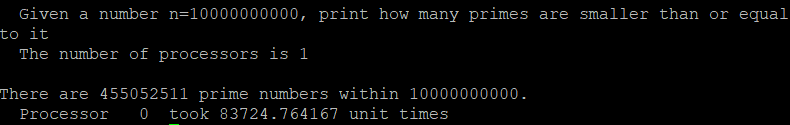 Given a number n=10000000000, print how many primes are smaller than or equal
to it
The number of processors is 1
There are 455052511 prime numbers within 10000000000.
Processor 0 took 83724.764167 unit times